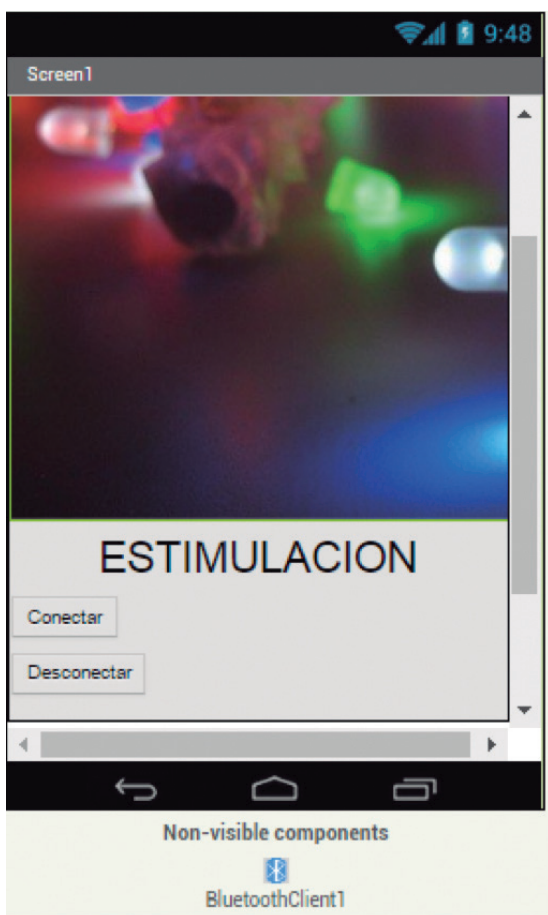 9:48
Screen1
ESTIMULACION
Conectar
Desconectar
Non-visible components
BluetoothClient1